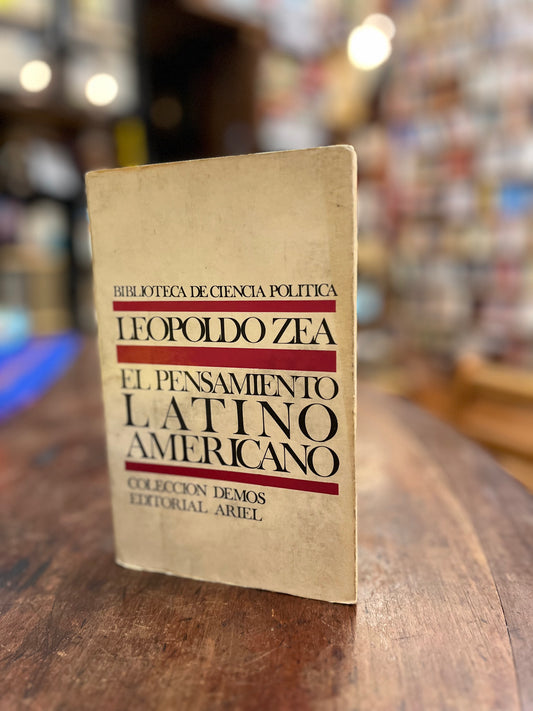 BIBLIOTECA DE CIENCIA POLITICA
LEOPOLDO ZEA
EL PENSAMIENTO
LATINO
AMERICANO
COLECCION DEMOS
EDITORIAL ARIEL